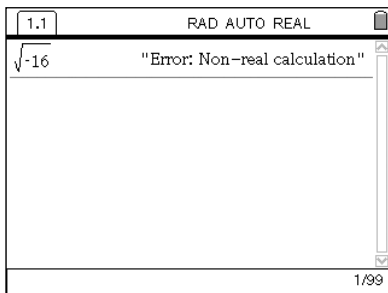 1.1 RAD AUTO REAL
√-16 "Error: Non-real calculation"
1/99